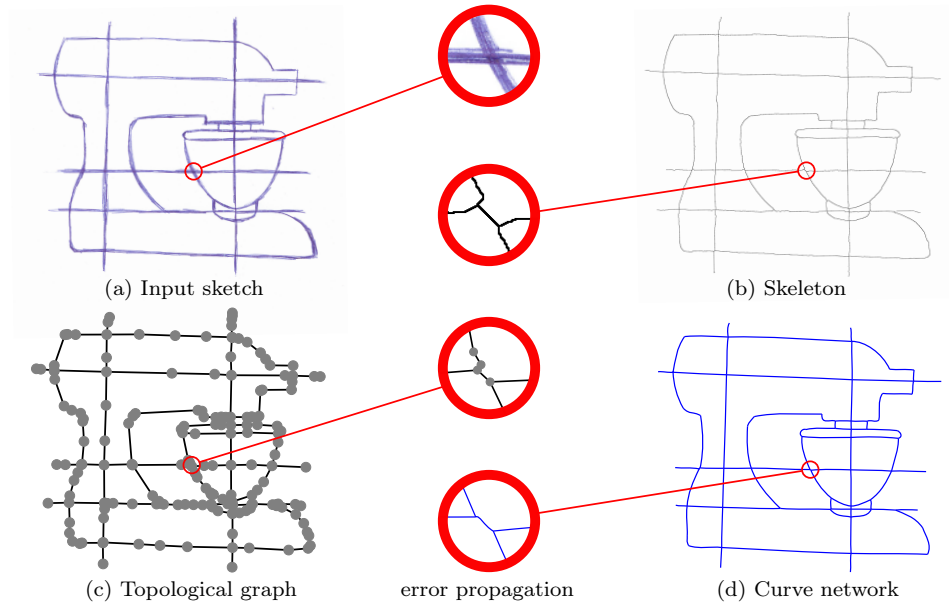 (a) Input sketch
(b) Skeleton
(c) Topological graph
error propagation
(d) Curve network